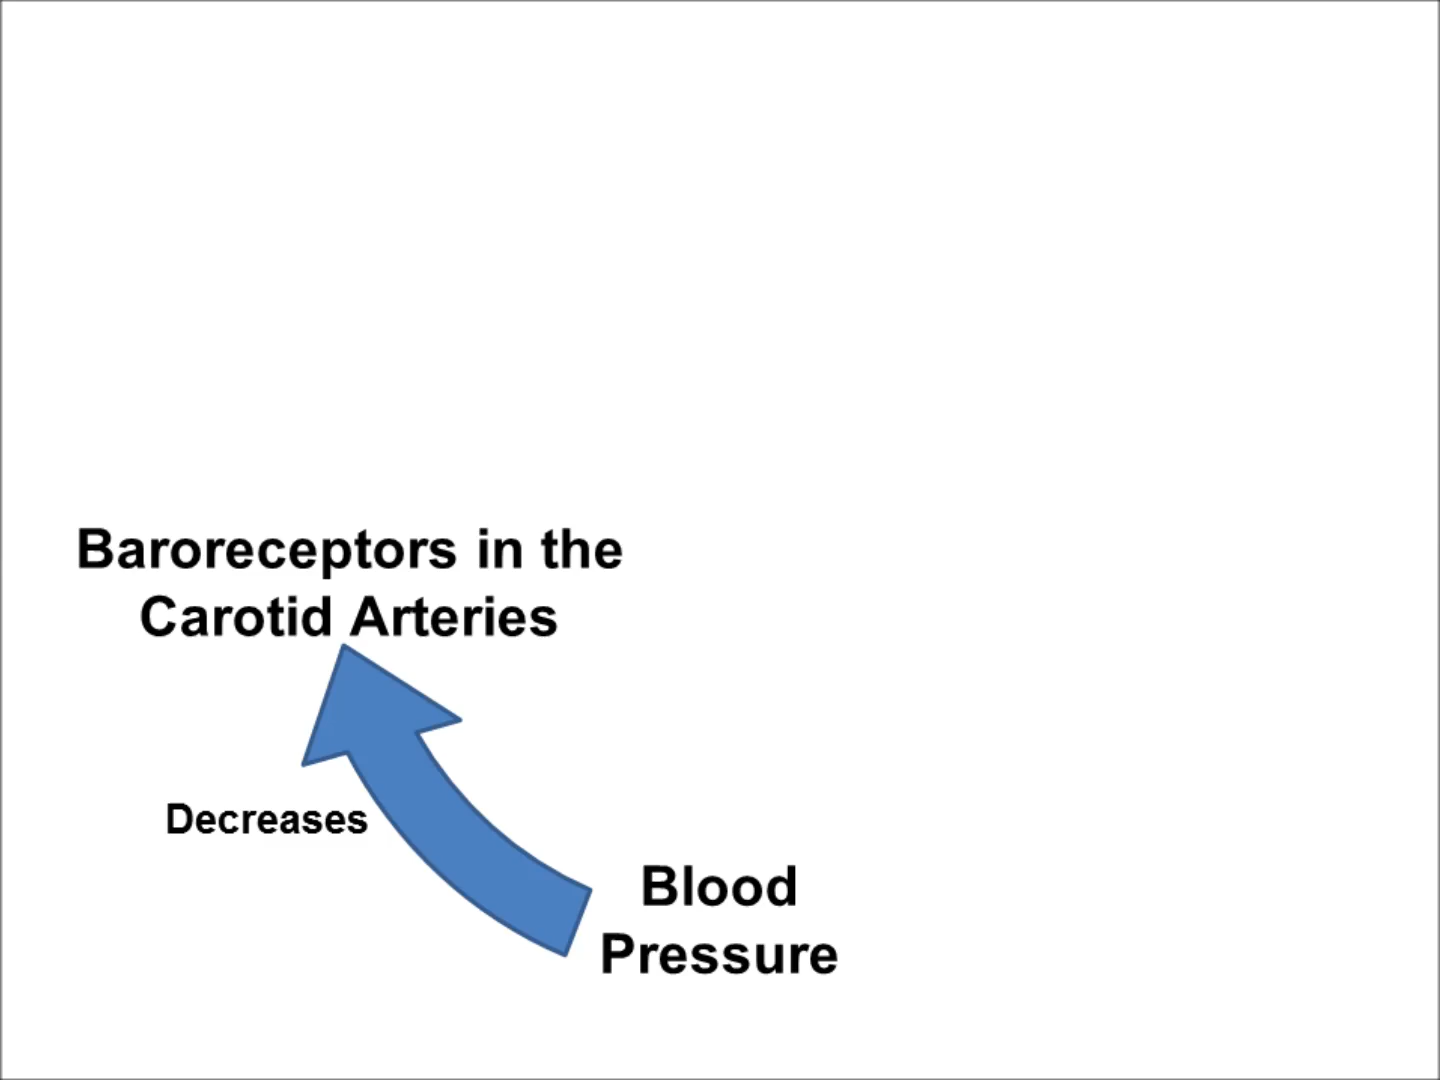 Baroreceptors in the
Carotid Arteries
Decreases
Blood
Pressure